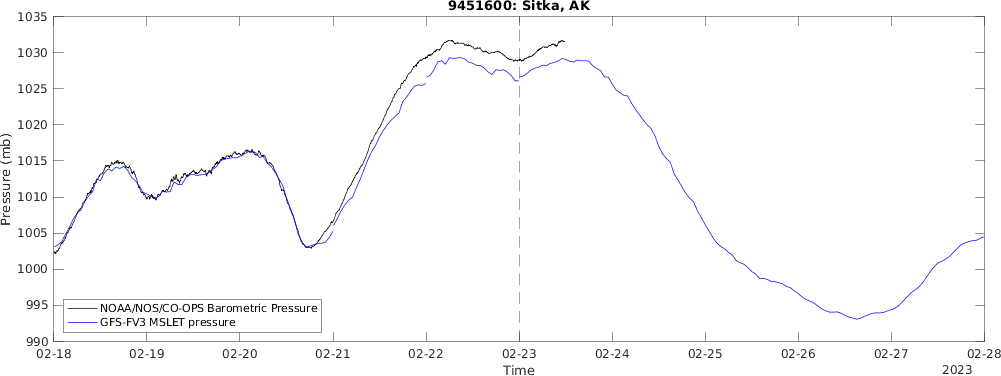 9451600: Sitka, AK
Pressure (mb)
1035
1030
1025
1020
1015
1010
1005
1000
995
990
NOAA/NOS/CO-OPS Barometric Pressure
GFS-FV3 MSLET pressure
02-18 02-19 02-20 02-21 02-22 02-23 02-24 02-25 02-26 02-27 02-28
Time
2023